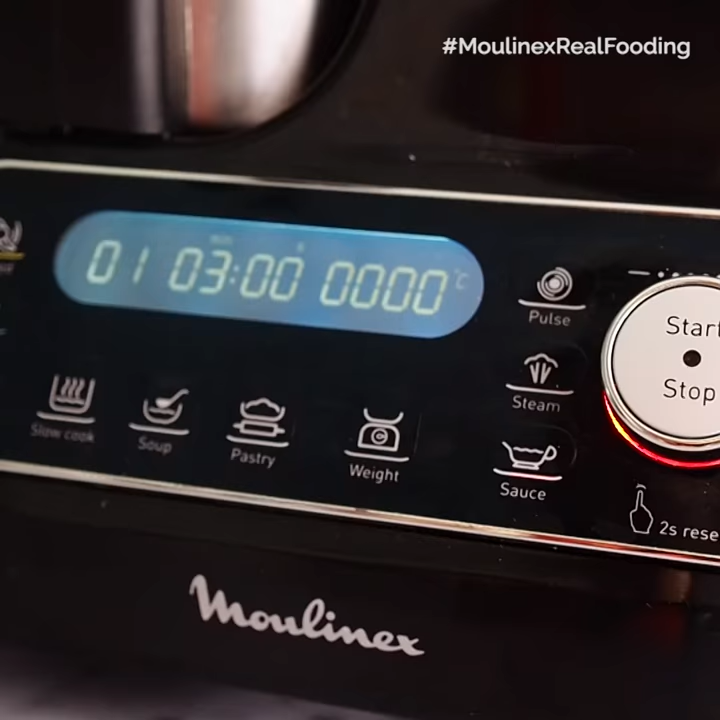 #MoulinexRealFooding
01 03:00 0000 °C
Pulse
Start
Stop
Steam
Slow cook
Soup
Pastry
Weight
Sauce
2s rese
Moulinex